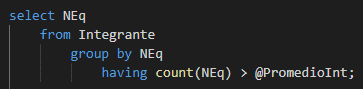 select NEq
from Integrante
group by NEq
having count(NEq) > @PromedioInt;